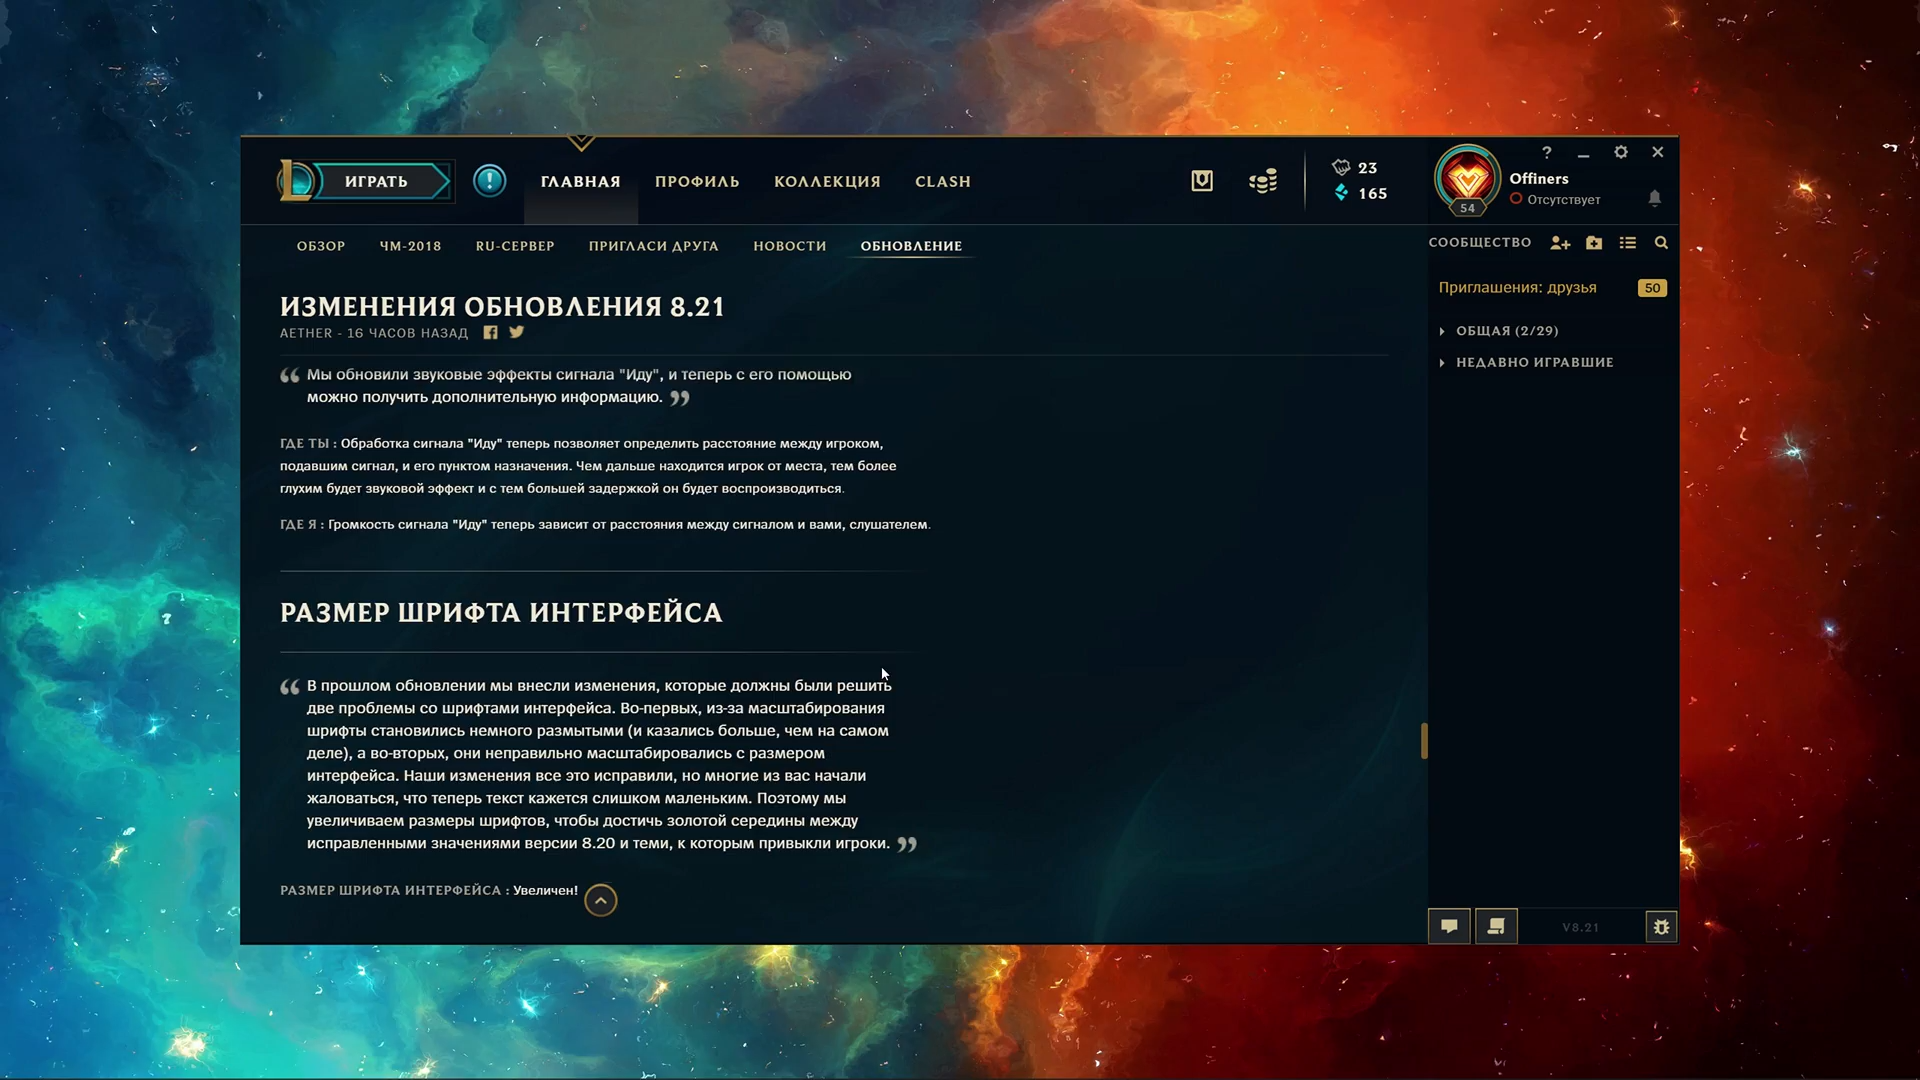 ИГРАТЬ
ГЛАВНАЯ
ПРОФИЛЬ
КОЛЛЕКЦИЯ
CLASH
23
165
54
Offiners
Отсутствует
ОБЗОР
ЧМ-2018
RU-СЕРВЕР
ПРИГЛАСИ ДРУГА
НОВОСТИ
ОБНОВЛЕНИЕ
СООБЩЕСТВО
Приглашения: друзья
50
ОБЩАЯ (2/29)
НЕДАВНО ИГРАВШИЕ
ИЗМЕНЕНИЯ ОБНОВЛЕНИЯ 8.21
AETHER - 16 ЧАСОВ НАЗАД
“ Мы обновили звуковые эффекты сигнала "Иду", и теперь с его помощью
можно получить дополнительную информацию. ”
ГДЕ ТЫ : Обработка сигнала "Иду" теперь позволяет определить расстояние между игроком,
подавшим сигнал, и его пунктом назначения. Чем дальше находится игрок от места, тем более
глухим будет звуковой эффект и с тем большей задержкой он будет воспроизводиться.
ГДЕ Я : Громкость сигнала "Иду" теперь зависит от расстояния между сигналом и вами, слушателем.
РАЗМЕР ШРИФТА ИНТЕРФЕЙСА
“ В прошлом обновлении мы внесли изменения, которые должны были решить
две проблемы со шрифтами интерфейса. Во-первых, из-за масштабирования
шрифты становились немного размытыми (и казались больше, чем на самом
деле), а во-вторых, они неправильно масштабировались с размером
интерфейса. Наши изменения все это исправили, но многие из вас начали
жаловаться, что теперь текст кажется слишком маленьким. Поэтому мы
увеличиваем размеры шрифтов, чтобы достичь золотой середины между
исправленными значениями версии 8.20 и теми, к которым привыкли игроки. ”
РАЗМЕР ШРИФТА ИНТЕРФЕЙСА : Увеличен!
V8.21